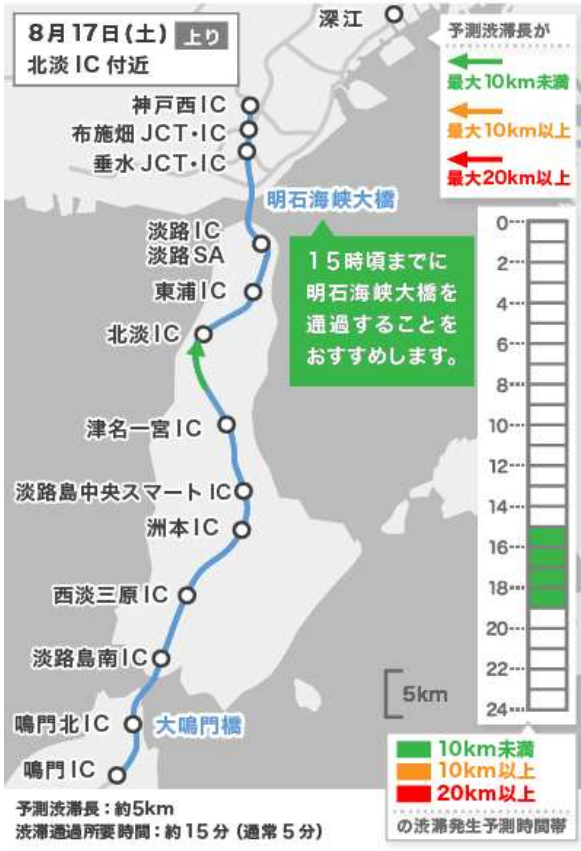 8月17日(土) 上り
北淡IC付近
深江
予測渋滞長が
最大10km未満
最大10km以上
最大20km以上
神戸西IC
布施畑JCT・IC
垂水JCT・IC
明石海峡大橋
淡路IC
淡路SA
東浦IC
北淡IC
15時頃までに
明石海峡大橋を
通過することを
おすすめします。
津名一宮IC
淡路島中央スマートIC
洲本IC
西淡三原IC
淡路島南IC
鳴門北IC
大鳴門橋
鳴門IC
0
2
4
6
8
10
12
14
16
18
20
22
24
5km
10km未満
10km以上
20km以上
の渋滞発生予測時間帯
予測渋滞長：約5km
渋滞通過所要時間：約15分（通常5分）